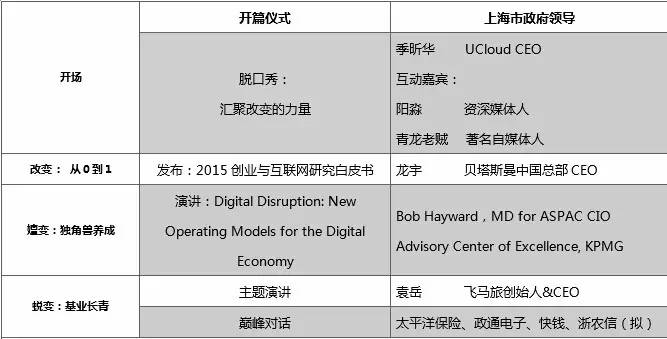 开篇仪式 上海市政府领导
开场
脱口秀：
汇聚改变的力量
季昕华 UCloud CEO
互动嘉宾：
阳淼 资深媒体人
青龙老贼 著名自媒体人
改变： 从0到1 发布：2015创业与互联网研究白皮书 龙宇 贝塔斯曼中国总部CEO
嬗变：独角兽养成
演讲：Digital Disruption: New
Operating Models for the Digital
Economy
Bob Hayward，MD for ASPAC CIO
Advisory Center of Excellence, KPMG
蜕变：基业长青
主题演讲 袁岳 飞马旅创始人&CEO
巅峰对话 太平洋保险、政通电子、快钱、浙农信（拟）